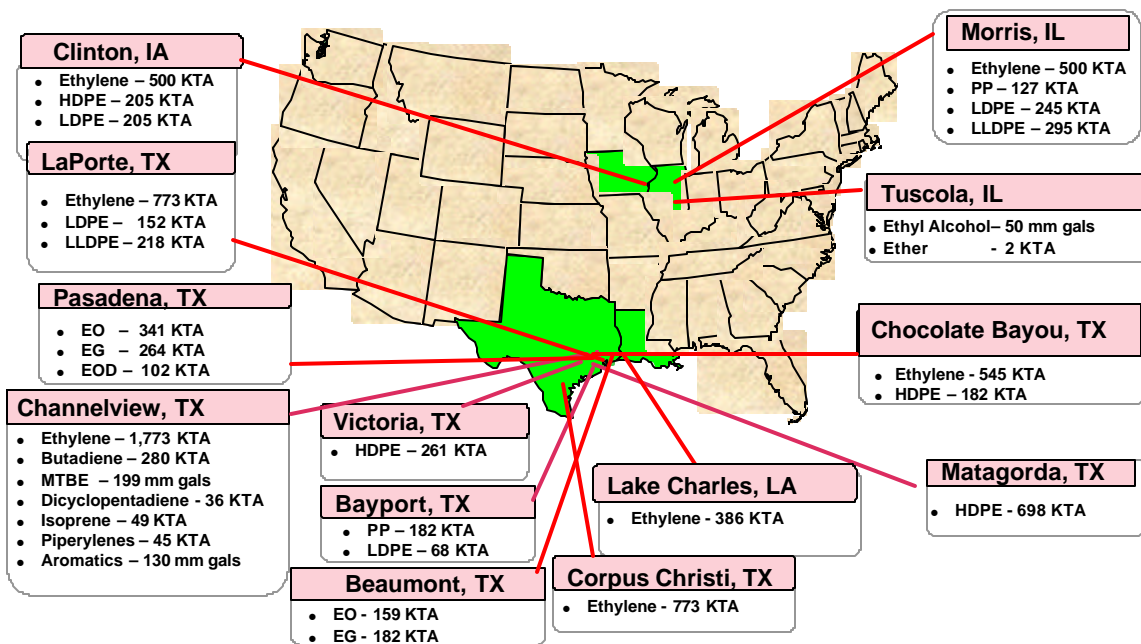 Clinton, IA
• Ethylene – 500 KTA
• HDPE – 205 KTA
• LDPE – 205 KTA
LaPorte, TX
• Ethylene – 773 KTA
• LDPE – 152 KTA
• LLDPE – 218 KTA
Pasadena, TX
• EO – 341 KTA
• EG – 264 KTA
• EOD – 102 KTA
Channelview, TX
• Ethylene – 1,773 KTA
• Butadiene – 280 KTA
• MTBE – 199 mm gals
• Dicyclopentadiene - 36 KTA
• Isoprene – 49 KTA
• Piperylenes – 45 KTA
• Aromatics – 130 mm gals
Victoria, TX
• HDPE – 261 KTA
Bayport, TX
• PP – 182 KTA
• LDPE – 68 KTA
Beaumont, TX
• EO - 159 KTA
• EG - 182 KTA
Corpus Christi, TX
• Ethylene - 773 KTA
Lake Charles, LA
• Ethylene - 386 KTA
Morris, IL
• Ethylene – 500 KTA
• PP – 127 KTA
• LDPE – 245 KTA
• LLDPE – 295 KTA
Tuscola, IL
• Ethyl Alcohol– 50 mm gals
• Ether - 2 KTA
Chocolate Bayou, TX
• Ethylene - 545 KTA
• HDPE - 182 KTA
Matagorda, TX
• HDPE - 698 KTA